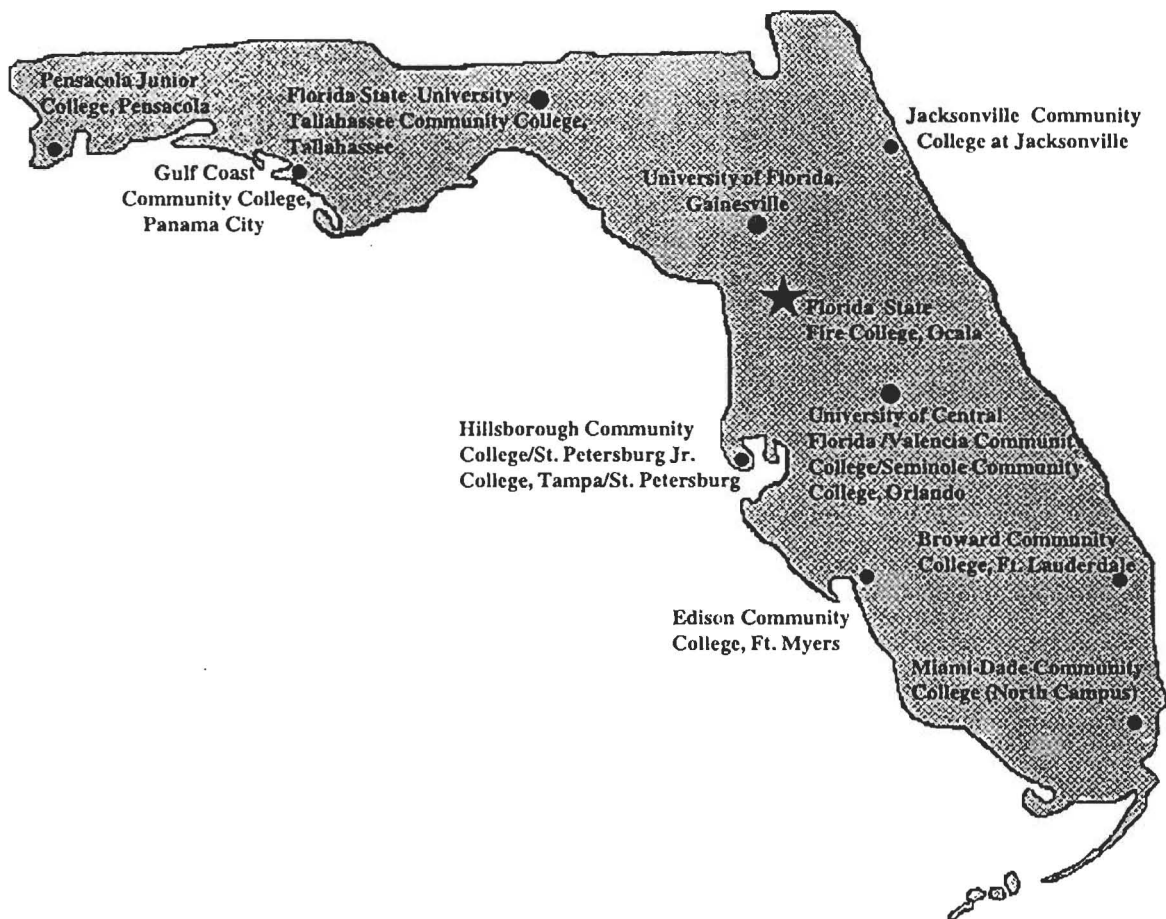 Pensacola Junior
College, Pensacola
Florida State University
Tallahassee Community College,
Tallahassee
Gulf Coast
Community College,
Panama City
Jacksonville Community
College at Jacksonville
University of Florida,
Gainesville
Florida State
Fire College, Ocala
Hillsborough Community
College/St. Petersburg Jr.
College, Tampa/St. Petersburg
University of Central
Florida /Valencia Community
College/Seminole Community
College, Orlando
Broward Community
College, Ft. Lauderdale
Edison Community
College, Ft. Myers
Miami-Dade Community
College (North Campus)